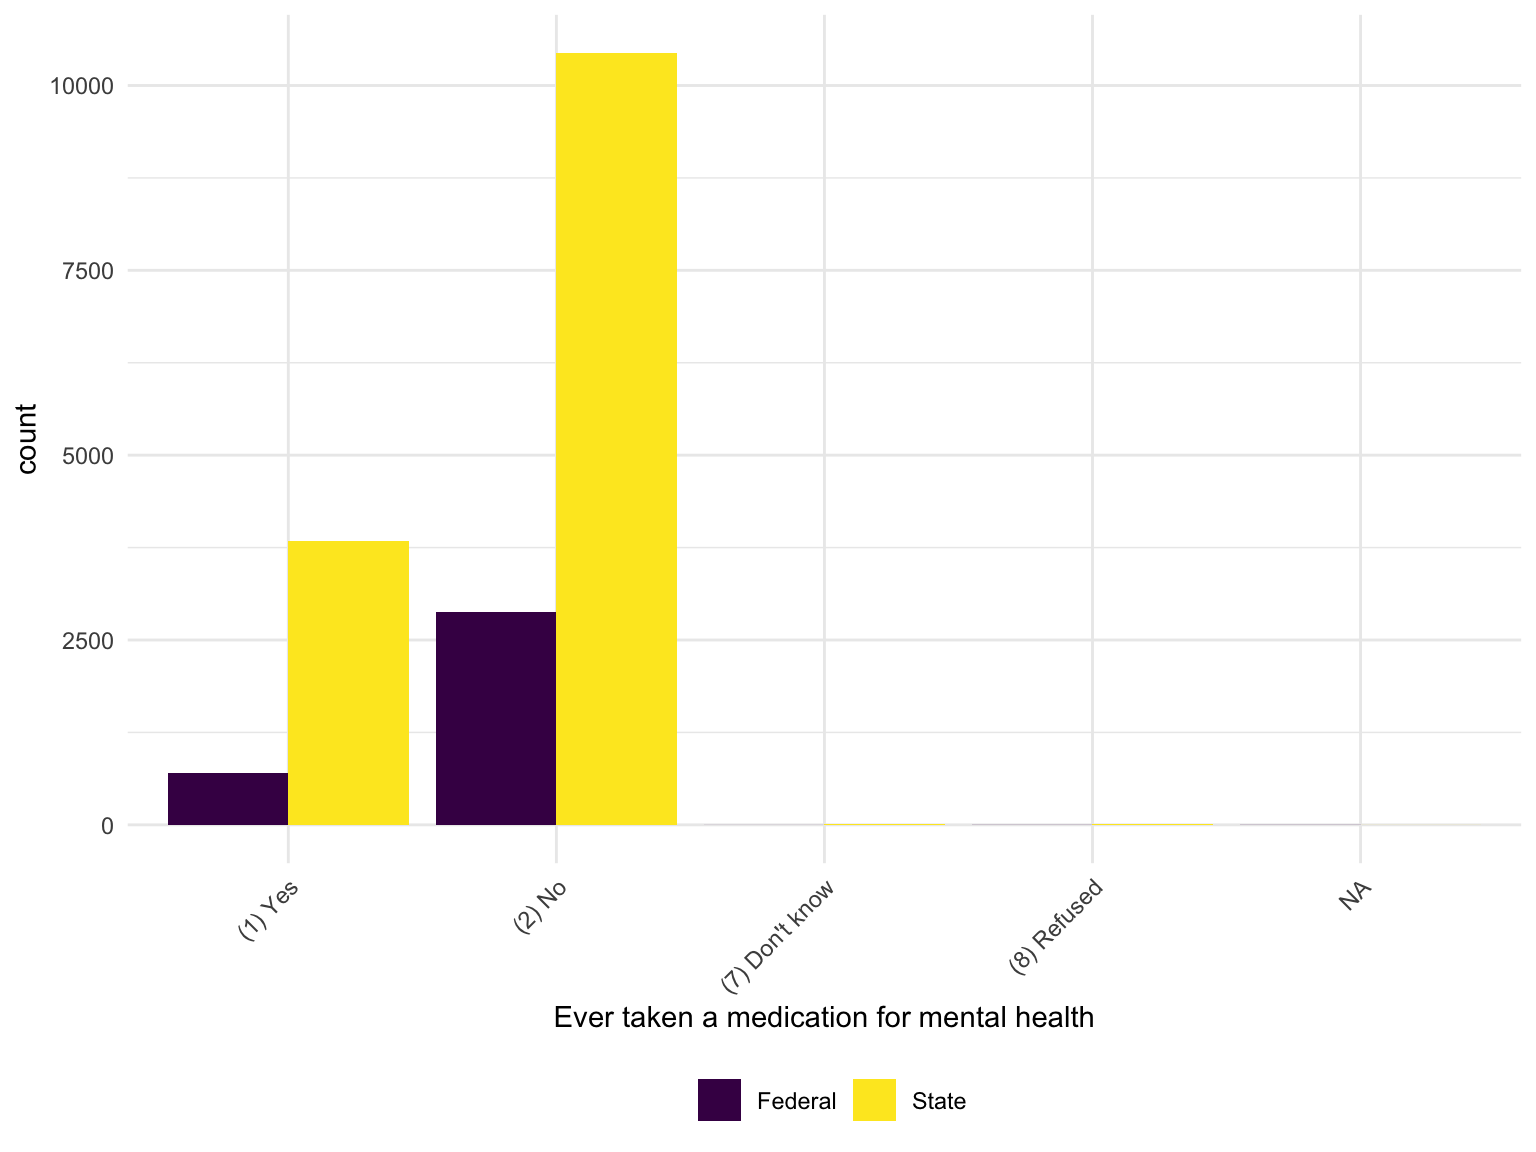 10000
7500
5000
2500
0
count
(1) Yes
(2) No
(7) Don't know
(8) Refused
NA
Ever taken a medication for mental health
Federal
State